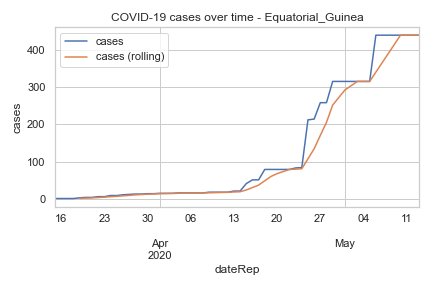 COVID-19 cases over time - Equatorial_Guinea
cases
cases (rolling)
400
300
200
100
0
cases
16 23 30 06 13 20 27 04 11
Apr May
2020
dateRep